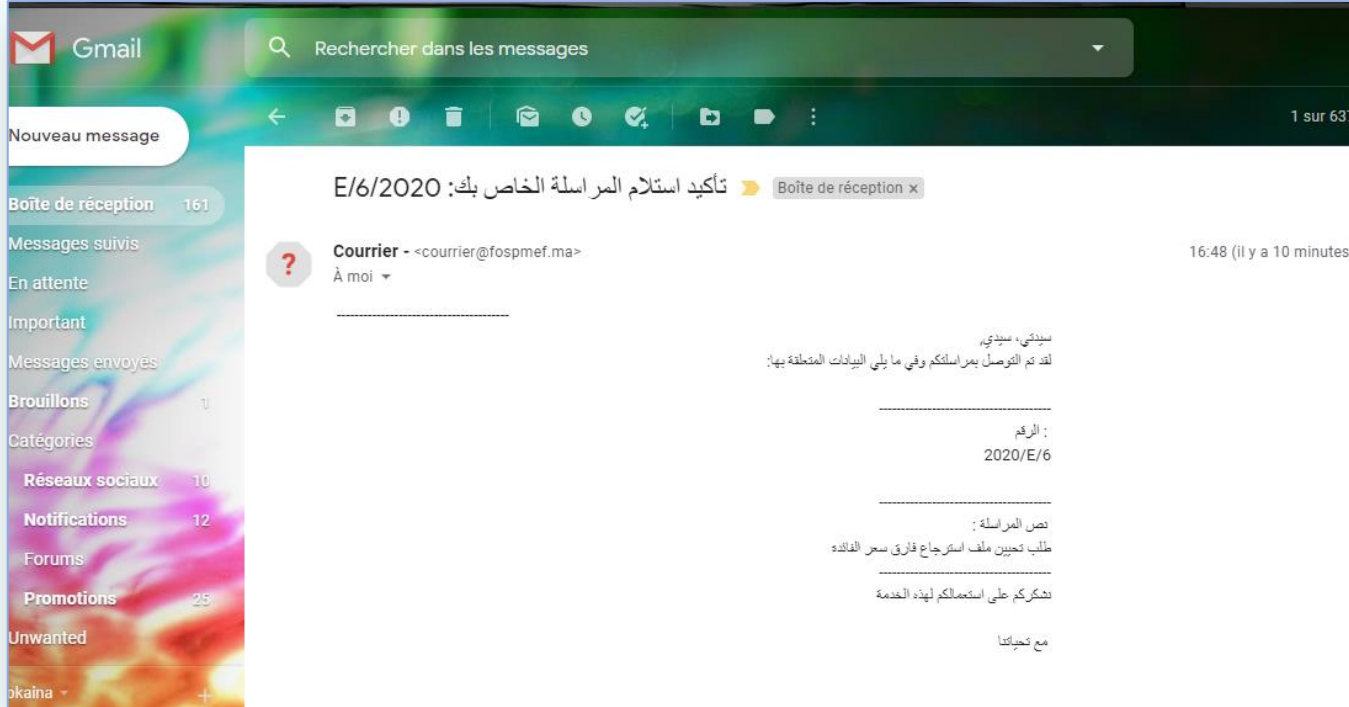 Gmail
Rechercher dans les messages
Nouveau message
1 sur 637
Boîte de réception 161
Messages suivis
En attente
Important
Messages envoyés
Brouillons 1
Catégories
Réseaux sociaux 10
Notifications 12
Forums
Promotions 25
Unwanted
okaina
تأكيد استلام المراسلة الخاص بك: E/6/2020
Boîte de réception x
Courrier - <courrier@fospmef.ma>
16:48 (il y a 10 minutes
À moi
---------------------------------------
سيدتي، سيدي,
لقد تم التوصل بمراسلتكم وفي ما يلي البيانات المتعلقة بها:
---------------------------------------
: الرقم
2020/E/6
---------------------------------------
نص المراسلة :
طلب تحيين ملف استرجاع فارق سعر الفائدة
---------------------------------------
نشكركم على استعمالكم لهذه الخدمة
مع تحياتنا